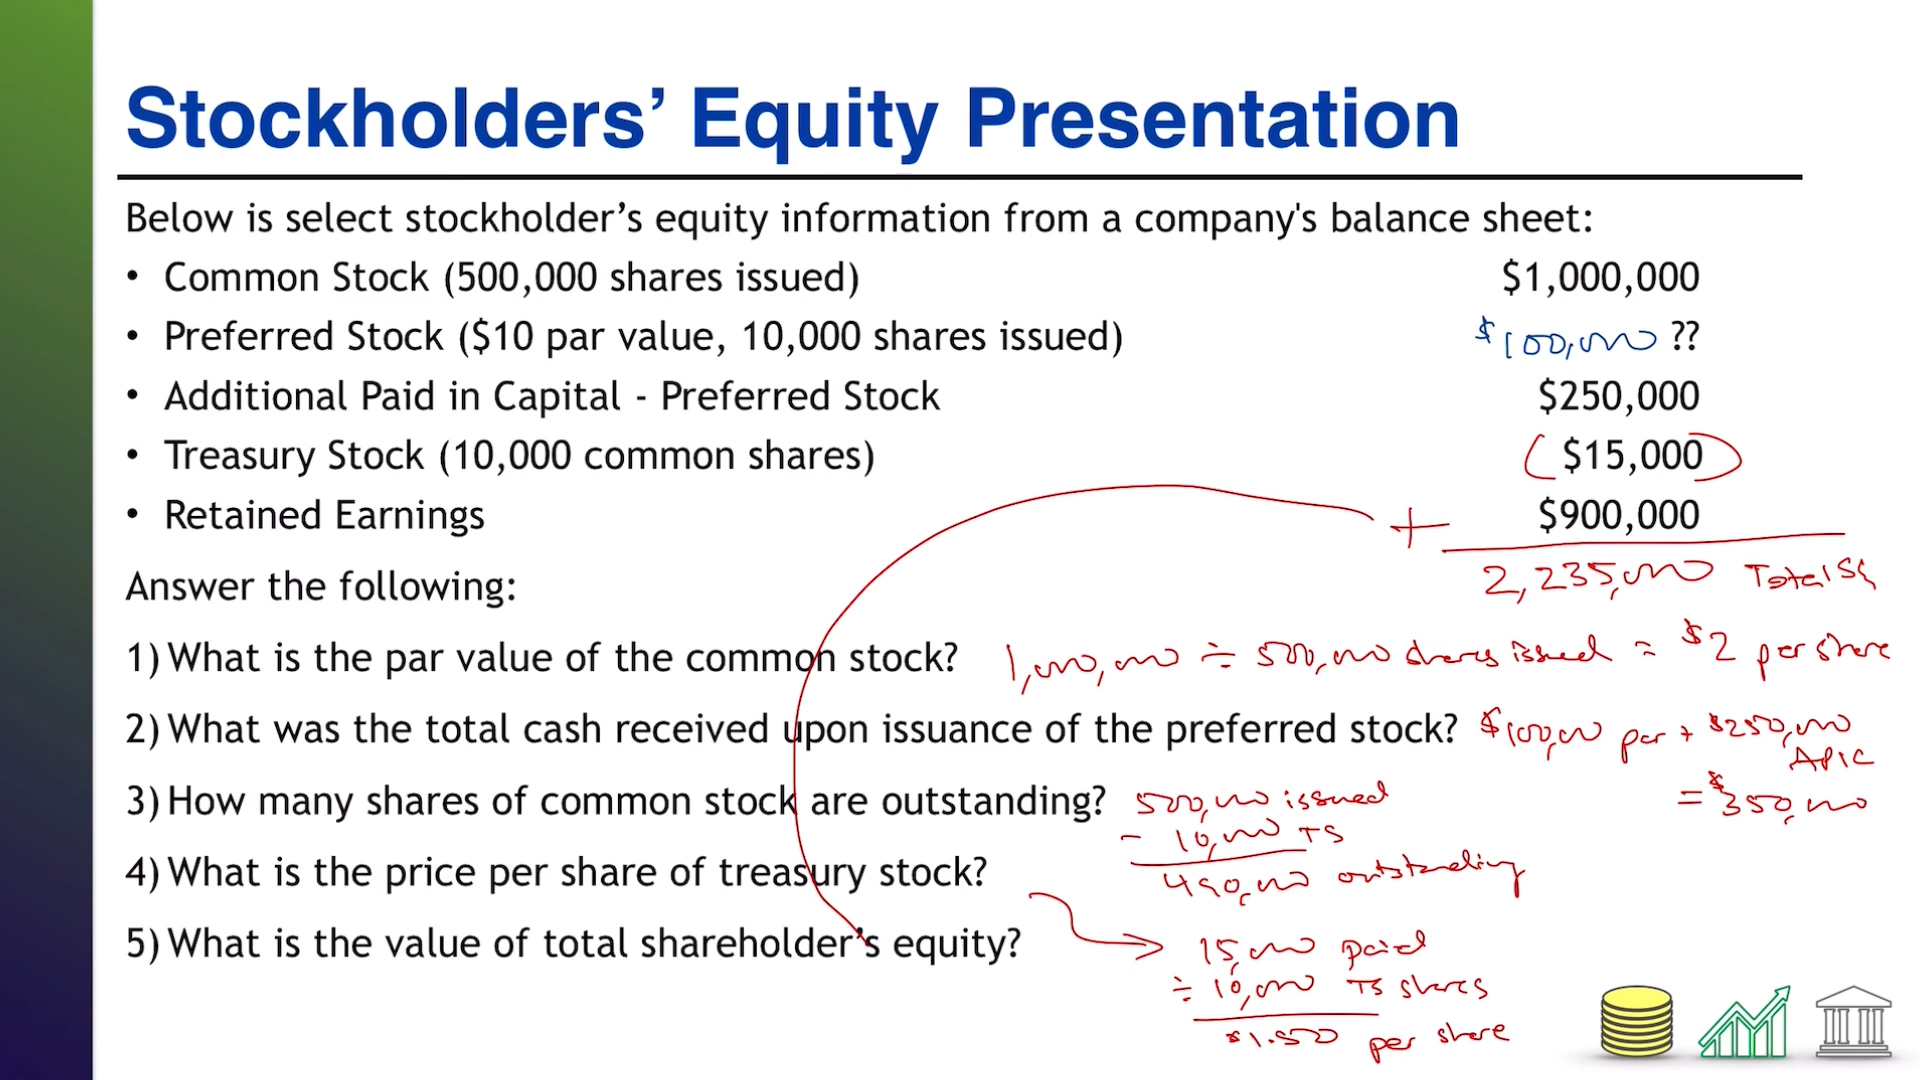 Stockholders’ Equity Presentation
Below is select stockholder’s equity information from a company's balance sheet:
• Common Stock (500,000 shares issued) $1,000,000
• Preferred Stock ($10 par value, 10,000 shares issued) $100,000 ??
• Additional Paid in Capital - Preferred Stock $250,000
• Treasury Stock (10,000 common shares) ($15,000)
• Retained Earnings + $900,000
2,235,000 Total SE
Answer the following:
1) What is the par value of the common stock? 1,000,000 ÷ 500,000 shares issued = $2 per share
2) What was the total cash received upon issuance of the preferred stock? $100,000 par + $250,000
APIC
= $350,000
3) How many shares of common stock are outstanding? 500,000 issued
- 10,000 TS
490,000 outstanding
4) What is the price per share of treasury stock?
5) What is the value of total shareholder’s equity?
15,000 paid
÷ 10,000 TS shares
$1.50 per share